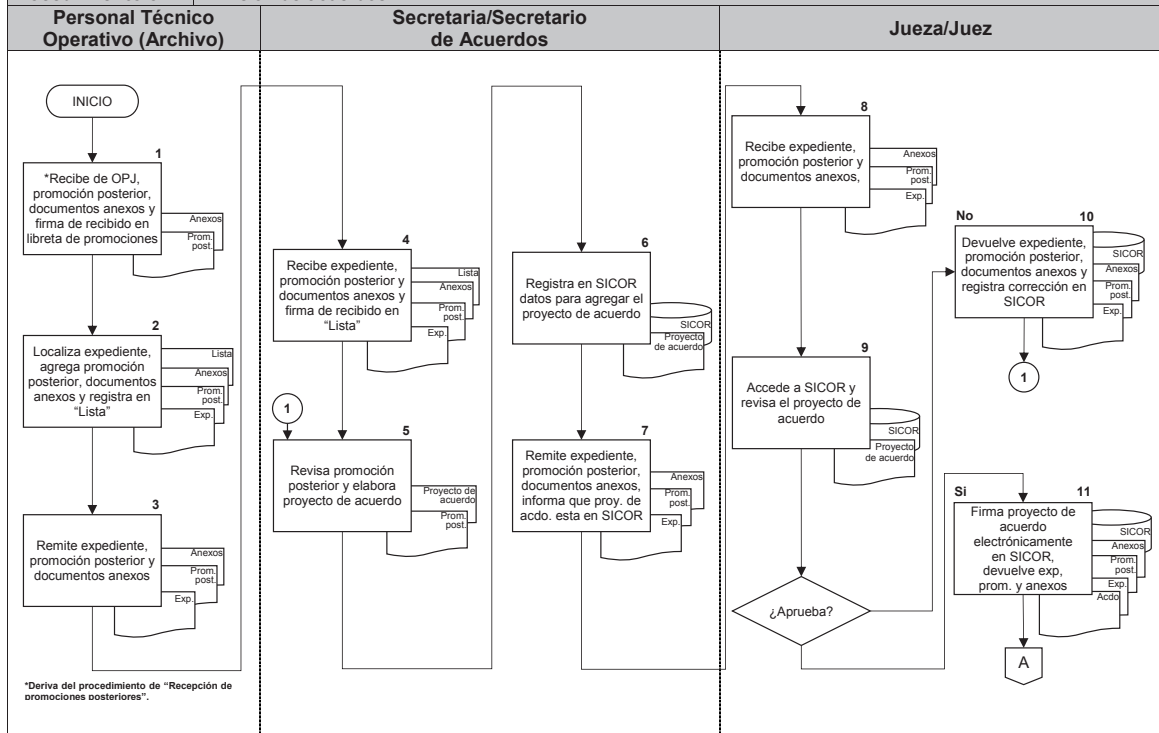 Personal Técnico
Operativo (Archivo)
Secretaria/Secretario
de Acuerdos
Jueza/Juez
INICIO
1
*Recibe de OPJ,
promoción posterior,
documentos anexos y
firma de recibido en
libreta de promociones
Anexos
Prom.
post.
2
Localiza expediente,
agrega promoción
posterior, documentos
anexos y registra en
“Lista”
Lista
Anexos
Prom.
post.
Exp.
3
Remite expediente,
promoción posterior y
documentos anexos
Anexos
Prom.
post.
Exp.
*Deriva del procedimiento de “Recepción de
promociones posteriores”.
4
Recibe expediente,
promoción posterior y
documentos anexos y
firma de recibido en
“Lista”
Lista
Anexos
Prom.
post.
Exp.
1
5
Revisa promoción
posterior y elabora
proyecto de acuerdo
Proyecto de
acuerdo
Prom.
post.
6
Registra en SICOR
datos para agregar el
proyecto de acuerdo
SICOR
Proyecto
de acuerdo
7
Remite expediente,
promoción posterior,
documentos anexos,
informa que proy. de
acdo. esta en SICOR
Anexos
Prom.
post.
Exp.
8
Recibe expediente,
promoción posterior y
documentos anexos,
Anexos
Prom.
post.
Exp.
9
Accede a SICOR y
revisa el proyecto de
acuerdo
SICOR
Proyecto
de acuerdo
¿Aprueba?
No
10
Devuelve expediente,
promoción posterior,
documentos anexos y
registra corrección en
SICOR
SICOR
Anexos
Prom.
post.
Exp.
1
Si
11
Firma proyecto de
acuerdo
electrónicamente
en SICOR,
devuelve exp,
prom. y anexos
SICOR
Anexos
Prom.
post.
Exp.
Acdo
A